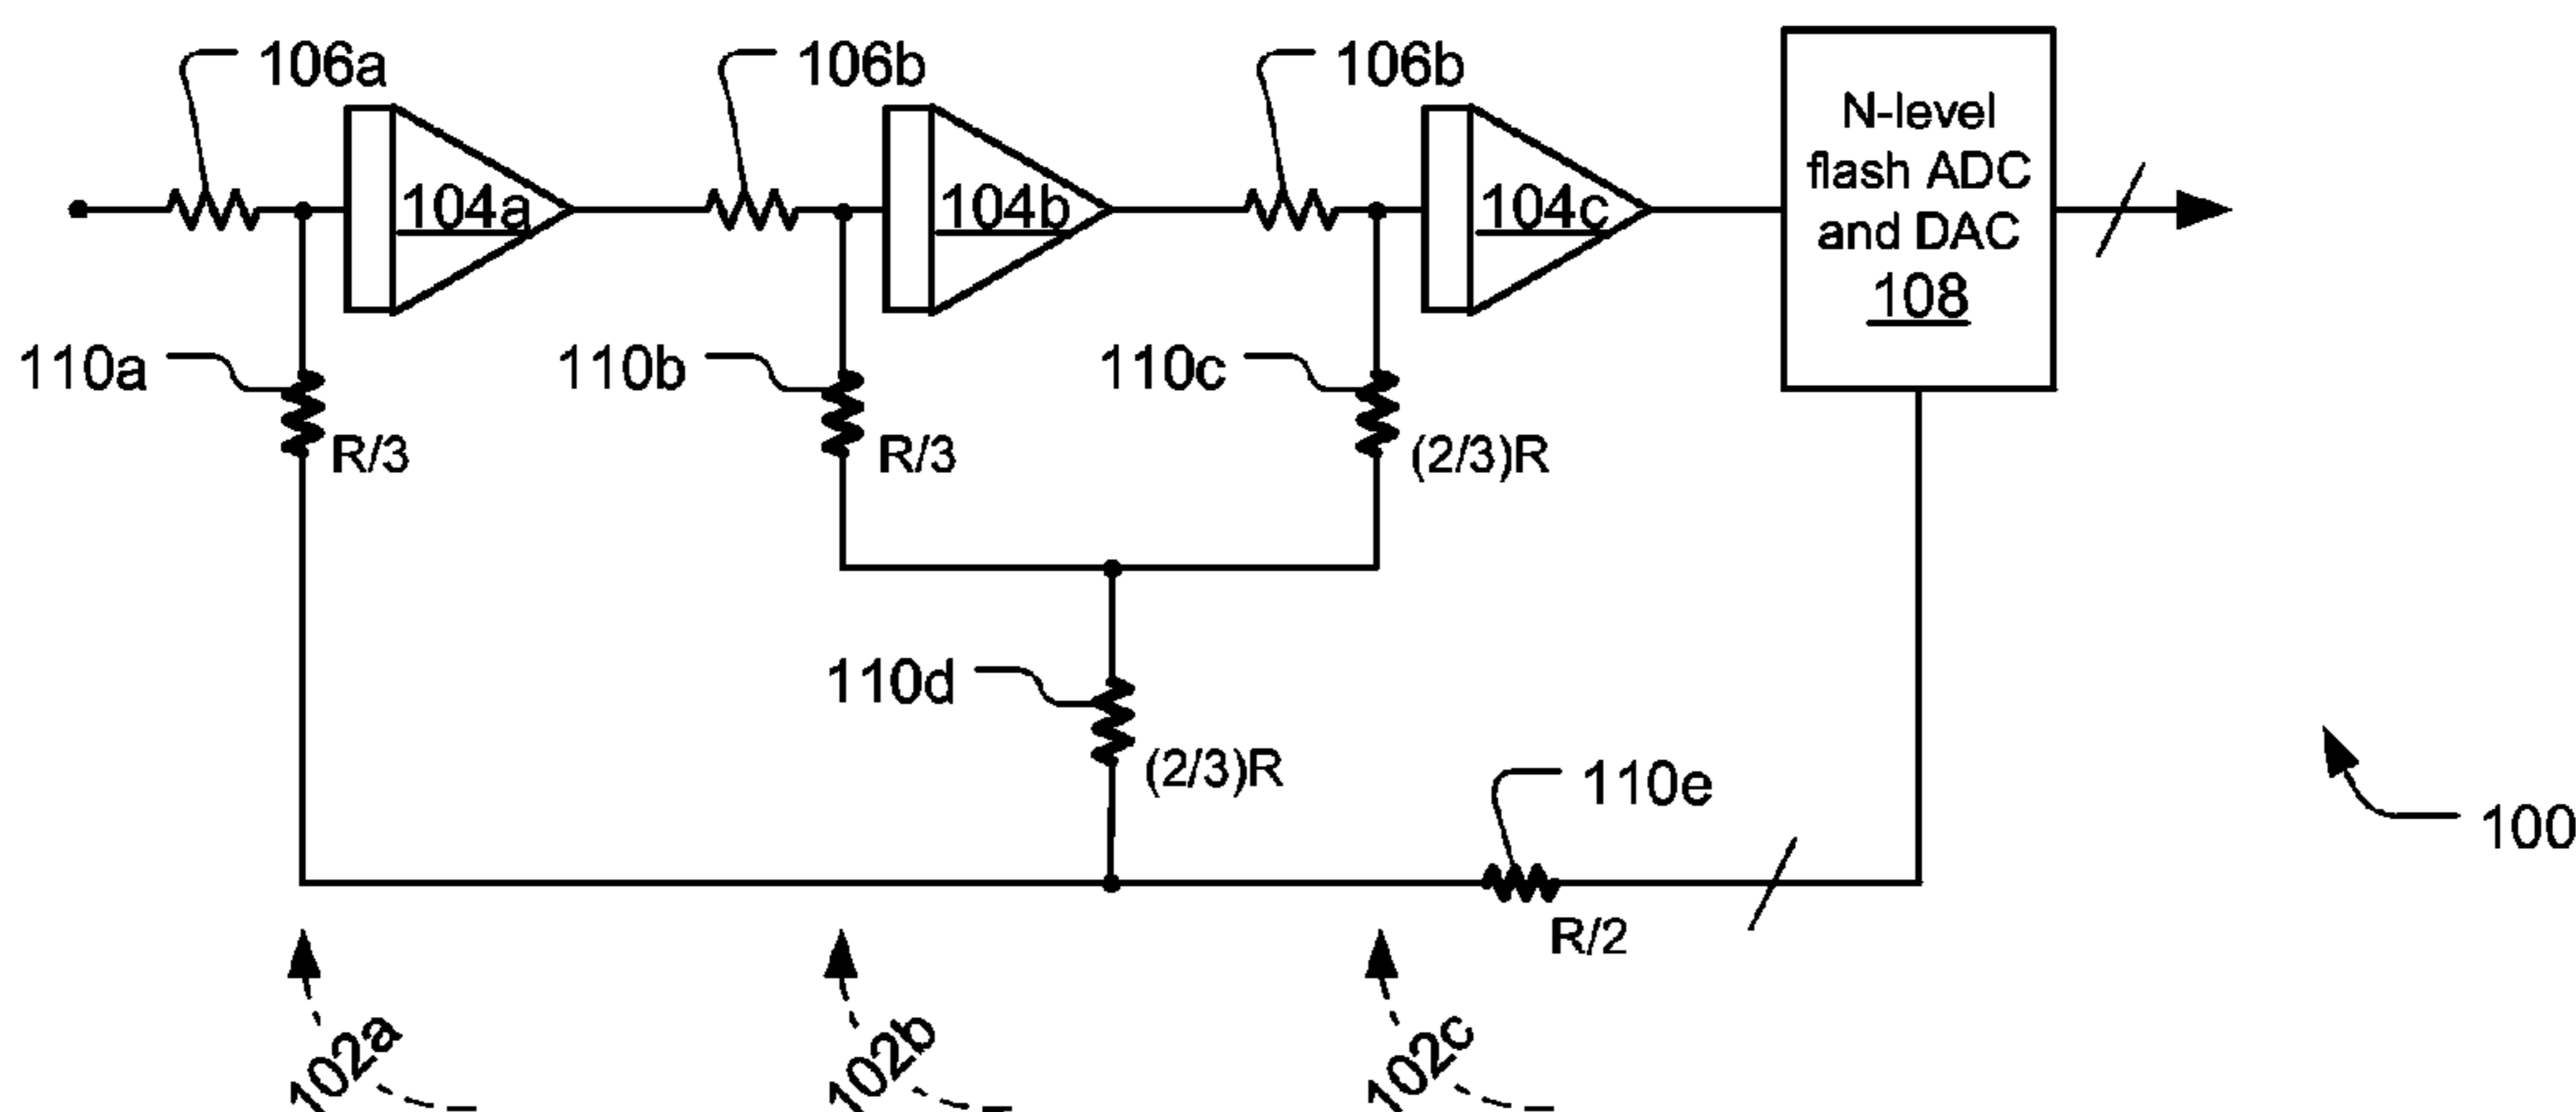 106a
106b
106b
N-level
flash ADC
and DAC
108
104a
104b
104c
110a
110b
110c
R/3
R/3
(2/3)R
110d
(2/3)R
110e
R/2
100
102a
102b
102c